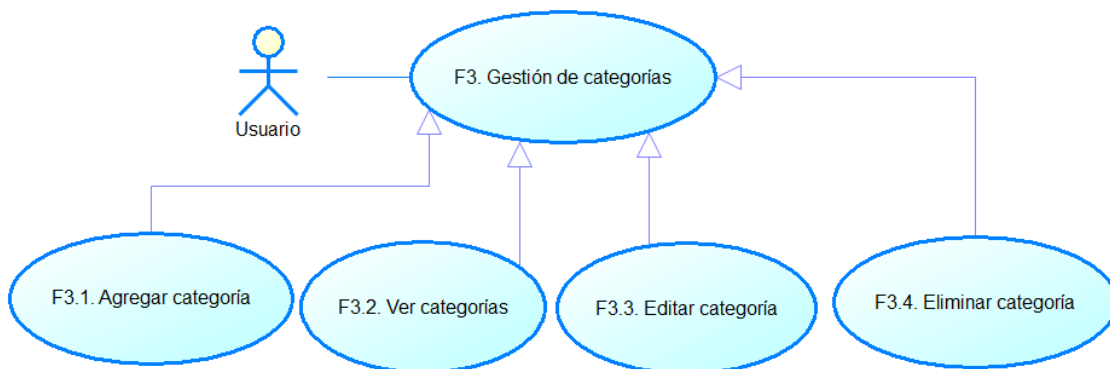 F3. Gestión de categorías
Usuario
F3.1. Agregar categoría
F3.2. Ver categorías
F3.3. Editar categoría
F3.4. Eliminar categoría